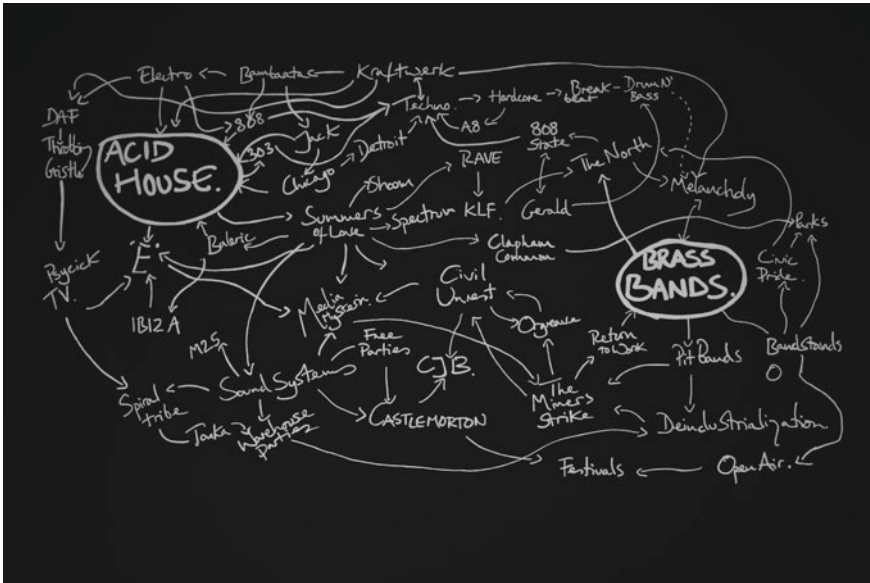 Electro
Bambaataa
Kraftwerk
DAF
808
Techno.
Hardcore
Break
beat
Drum N'
Bass
Throbbing
Gristle
ACID
HOUSE.
303
Jack
Detroit
A8
808
State
Chicago
RAVE
The North
Shoom
Melancholy
Summers
of Love
Spectrum
KLF.
Gerald
Parks
Balearic
Clapham
Common
'E'.
BRASS
BANDS.
Civic
Pride.
Psycick
TV.
Civil
Unrest
Media
Hysteria.
IBIZA
Orgreave
Return
to Work
M25
Free
Parties
Pit Bands
Bandstands
CJB.
Sound Systems
The
Miners
Strike
Spiral
tribe
CASTLEMORTON
Deindustrialization
Tonka
Warehouse
parties
Festivals
Open Air.